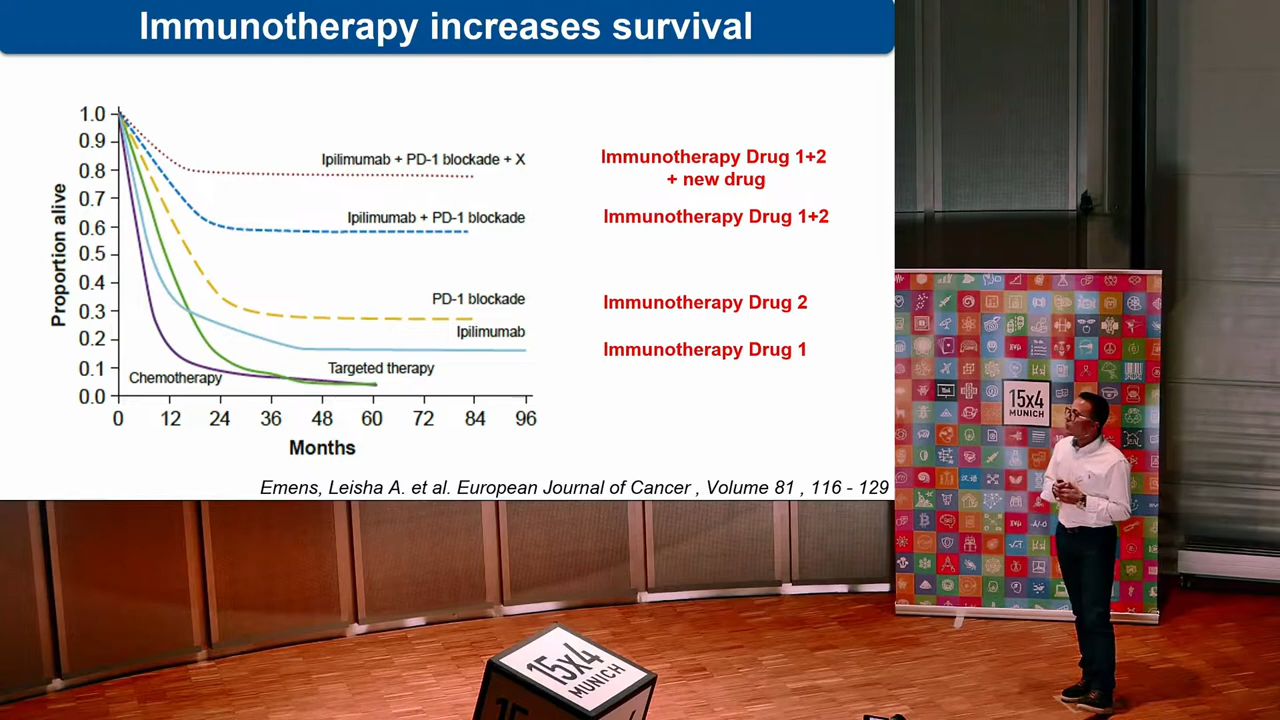 Immunotherapy increases survival
1.0
0.9
0.8
0.7
0.6
0.5
0.4
0.3
0.2
0.1
0.0
Proportion alive
Ipilimumab + PD-1 blockade + X
Ipilimumab + PD-1 blockade
PD-1 blockade
Ipilimumab
Targeted therapy
Chemotherapy
0 12 24 36 48 60 72 84 96
Months
Immunotherapy Drug 1+2
+ new drug
Immunotherapy Drug 1+2
Immunotherapy Drug 2
Immunotherapy Drug 1
Emens, Leisha A. et al. European Journal of Cancer , Volume 81 , 116 - 129
15x4
MUNICH
15x4
MUNICH